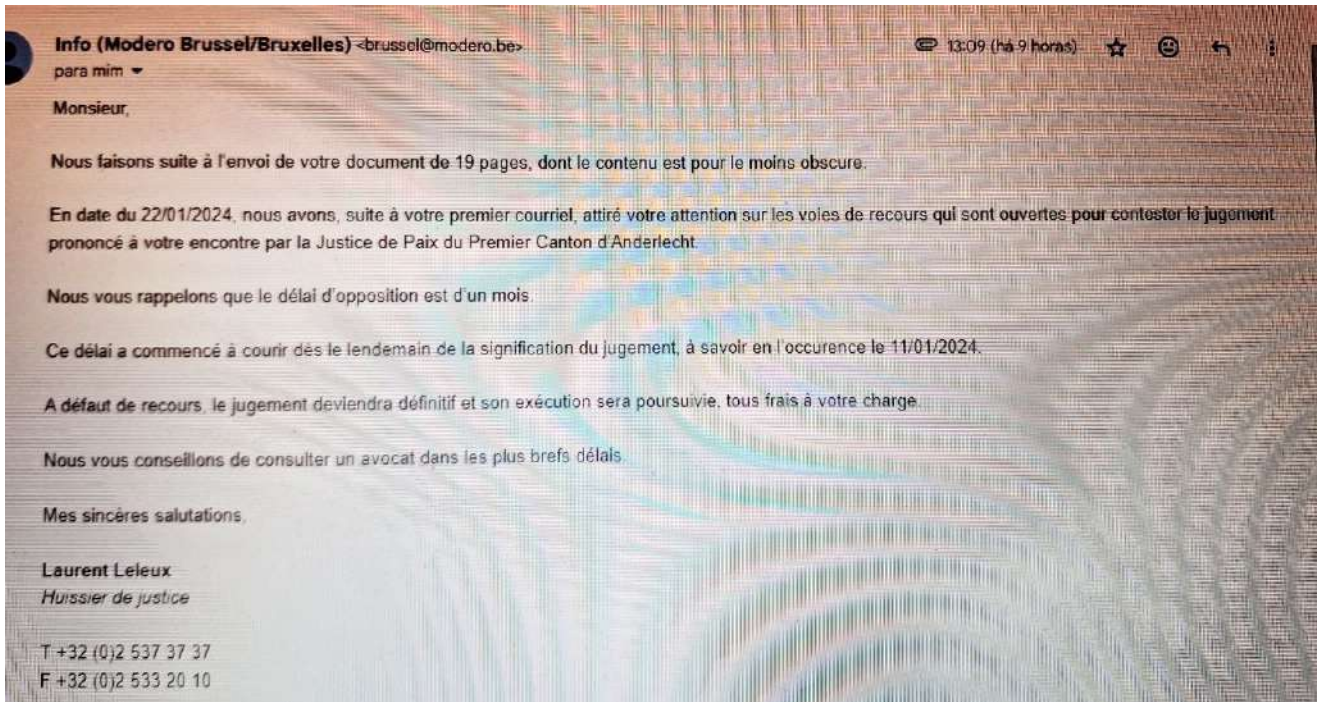 Info (Modero Brussel/Bruxelles) <brussel@modero.be>
13:09 (há 9 horas)
para mim
Monsieur,
Nous faisons suite à l'envoi de votre document de 19 pages, dont le contenu est pour le moins obscure.
En date du 22/01/2024, nous avons, suite à votre premier courriel, attiré votre attention sur les voies de recours qui sont ouvertes pour contester le jugement
prononcé à votre encontre par la Justice de Paix du Premier Canton d'Anderlecht.
Nous vous rappelons que le délai d'opposition est d'un mois.
Ce délai a commencé à courir dès le lendemain de la signification du jugement, à savoir en l'occurence le 11/01/2024.
A défaut de recours, le jugement deviendra définitif et son exécution sera poursuivie, tous frais à votre charge.
Nous vous conseillons de consulter un avocat dans les plus brefs délais.
Mes sincères salutations,
Laurent Leleux
Huissier de justice
T +32 (0)2 537 37 37
F +32 (0)2 533 20 10